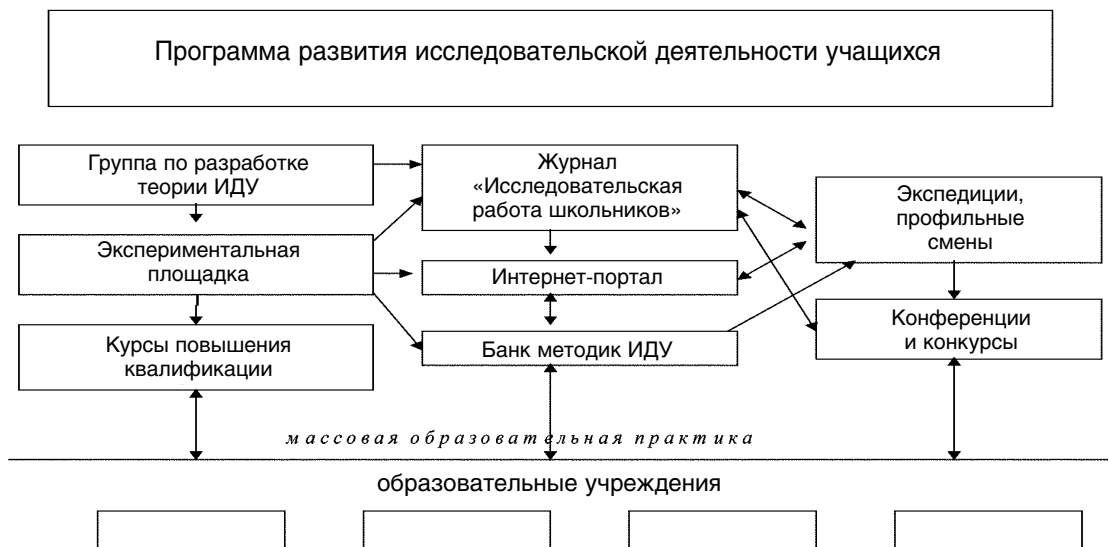 Программа развития исследовательской деятельности учащихся
Группа по разработке
теории ИДУ
Экспериментальная
площадка
Курсы повышения
квалификации
Журнал
«Исследовательская
работа школьников»
Интернет-портал
Банк методик ИДУ
Экспедиции,
профильные
смены
Конференции
и конкурсы
массовая образовательная практика
образовательные учреждения